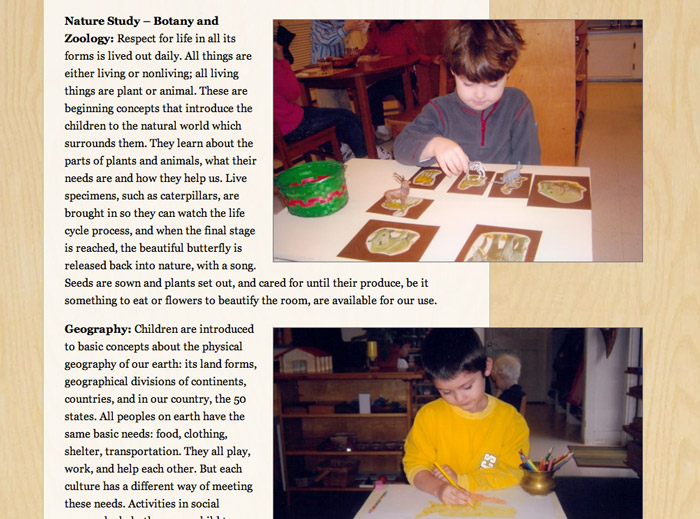 Nature Study – Botany and
Zoology: Respect for life in all its
forms is lived out daily. All things are
either living or nonliving; all living
things are plant or animal. These are
beginning concepts that introduce the
children to the natural world which
surrounds them. They learn about the
parts of plants and animals, what their
needs are and how they help us. Live
specimens, such as caterpillars, are
brought in so they can watch the life
cycle process, and when the final stage
is reached, the beautiful butterfly is
released back into nature, with a song.
Seeds are sown and plants set out, and cared for until their produce, be it
something to eat or flowers to beautify the room, are available for our use.
Geography: Children are introduced
to basic concepts about the physical
geography of our earth: its land forms,
geographical divisions of continents,
countries, and in our country, the 50
states. All peoples on earth have the
same basic needs: food, clothing,
shelter, transportation. They all play,
work, and help each other. But each
culture has a different way of meeting
these needs. Activities in social